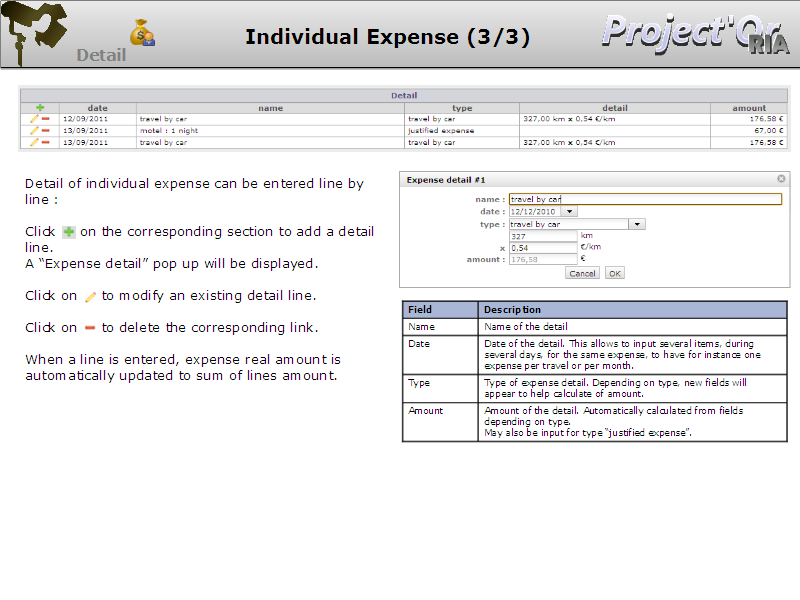 Detail
Individual Expense (3/3)
Project'Or
RIA
Detail
date name type detail amount
12/09/2011 travel by car travel by car 327,00 km x 0,54 €/km 176,58 €
13/09/2011 motel : 1 night justified expense 67,00 €
13/09/2011 travel by car travel by car 327,00 km x 0,54 €/km 176,58 €
Detail of individual expense can be entered line by
line :
Click on the corresponding section to add a detail
line.
A “Expense detail” pop up will be displayed.
Click on to modify an existing detail line.
Click on to delete the corresponding link.
When a line is entered, expense real amount is
automatically updated to sum of lines amount.
Expense detail #1
name : travel by car
date : 12/12/2010
type : travel by car
327 km
x 0,54 €/km
amount : 176,58 €
Cancel OK
Field Description
Name Name of the detail
Date Date of the detail. This allows to input several items, during
several days, for the same expense, to have for instance one
expense per travel or per month.
Type Type of expense detail. Depending on type, new fields will
appear to help calculate of amount.
Amount Amount of the detail. Automatically calculated from fields
depending on type.
May also be input for type “justified expense”.